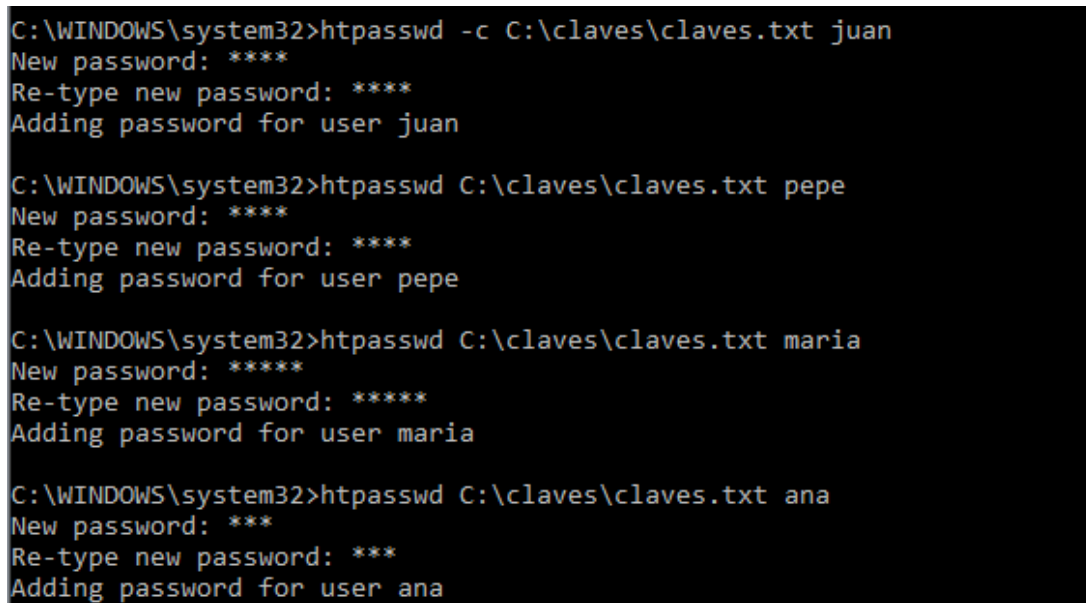 C:\WINDOWS\system32>htpasswd -c C:\claves\claves.txt juan
New password: ****
Re-type new password: ****
Adding password for user juan
C:\WINDOWS\system32>htpasswd C:\claves\claves.txt pepe
New password: ****
Re-type new password: ****
Adding password for user pepe
C:\WINDOWS\system32>htpasswd C:\claves\claves.txt maria
New password: *****
Re-type new password: *****
Adding password for user maria
C:\WINDOWS\system32>htpasswd C:\claves\claves.txt ana
New password: ***
Re-type new password: ***
Adding password for user ana